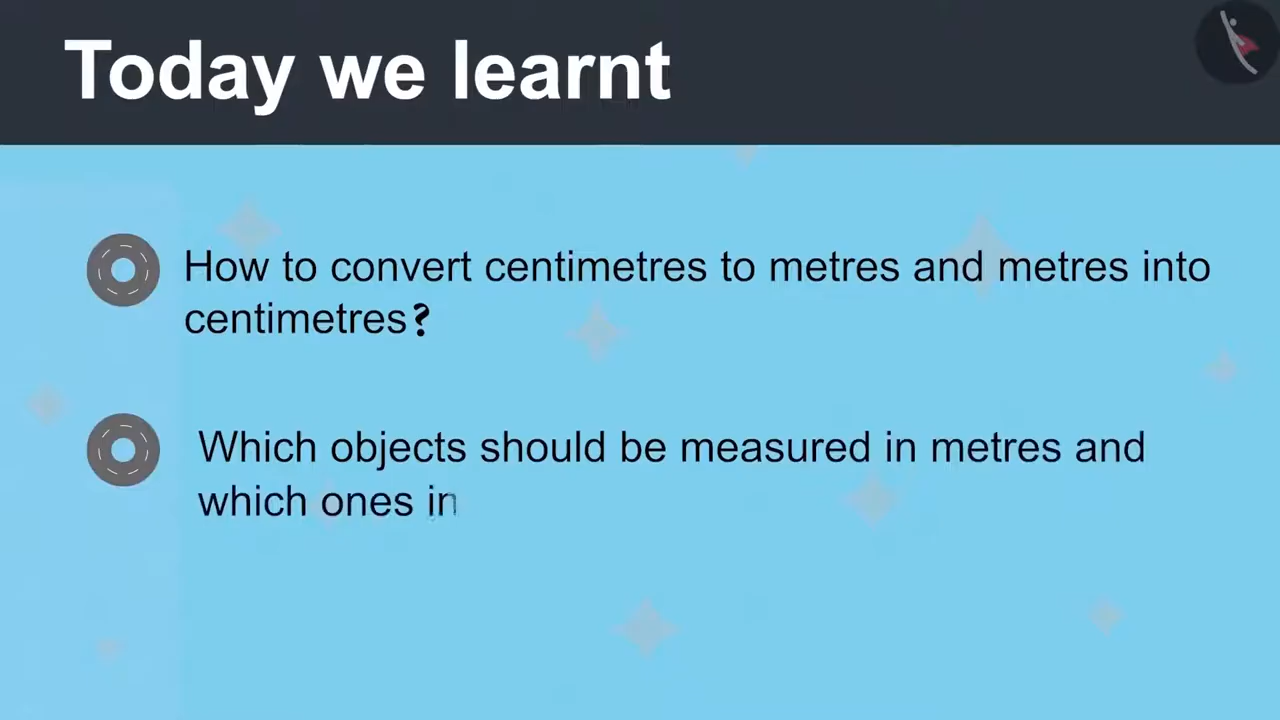 Today we learnt
How to convert centimetres to metres and metres into
centimetres?
Which objects should be measured in metres and
which ones in